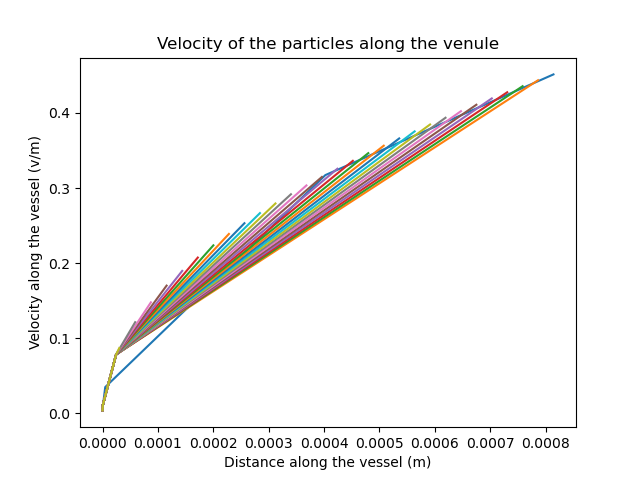 Velocity of the particles along the venule
Velocity along the vessel (v/m)
0.4
0.3
0.2
0.1
0.0
0.0000 0.0001 0.0002 0.0003 0.0004 0.0005 0.0006 0.0007 0.0008
Distance along the vessel (m)